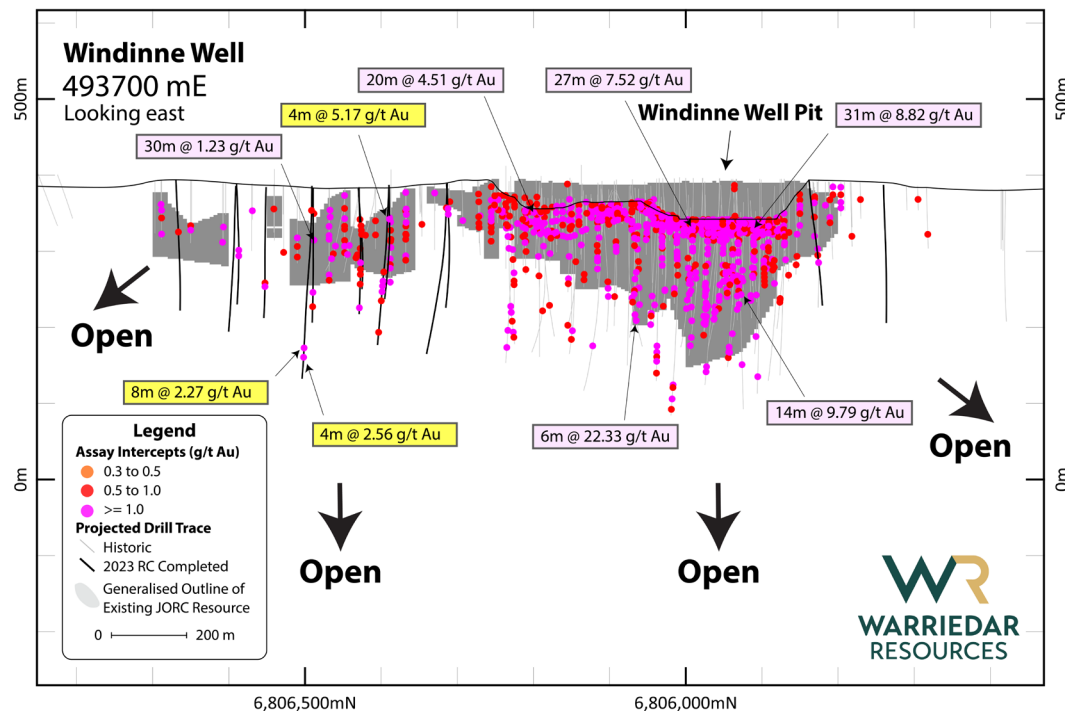 Windinne Well
493700 mE
Looking east
500m
500m
20m @ 4.51 g/t Au
27m @ 7.52 g/t Au
4m @ 5.17 g/t Au
Windinne Well Pit
31m @ 8.82 g/t Au
30m @ 1.23 g/t Au
Open
8m @ 2.27 g/t Au
4m @ 2.56 g/t Au
6m @ 22.33 g/t Au
14m @ 9.79 g/t Au
Open
Legend
Assay Intercepts (g/t Au)
0.3 to 0.5
0.5 to 1.0
>= 1.0
Projected Drill Trace
Historic
2023 RC Completed
Generalised Outline of
Existing JORC Resource
0 200 m
0m
0m
Open
Open
WR
WARRIEDAR
RESOURCES
6,806,500mN
6,806,000mN